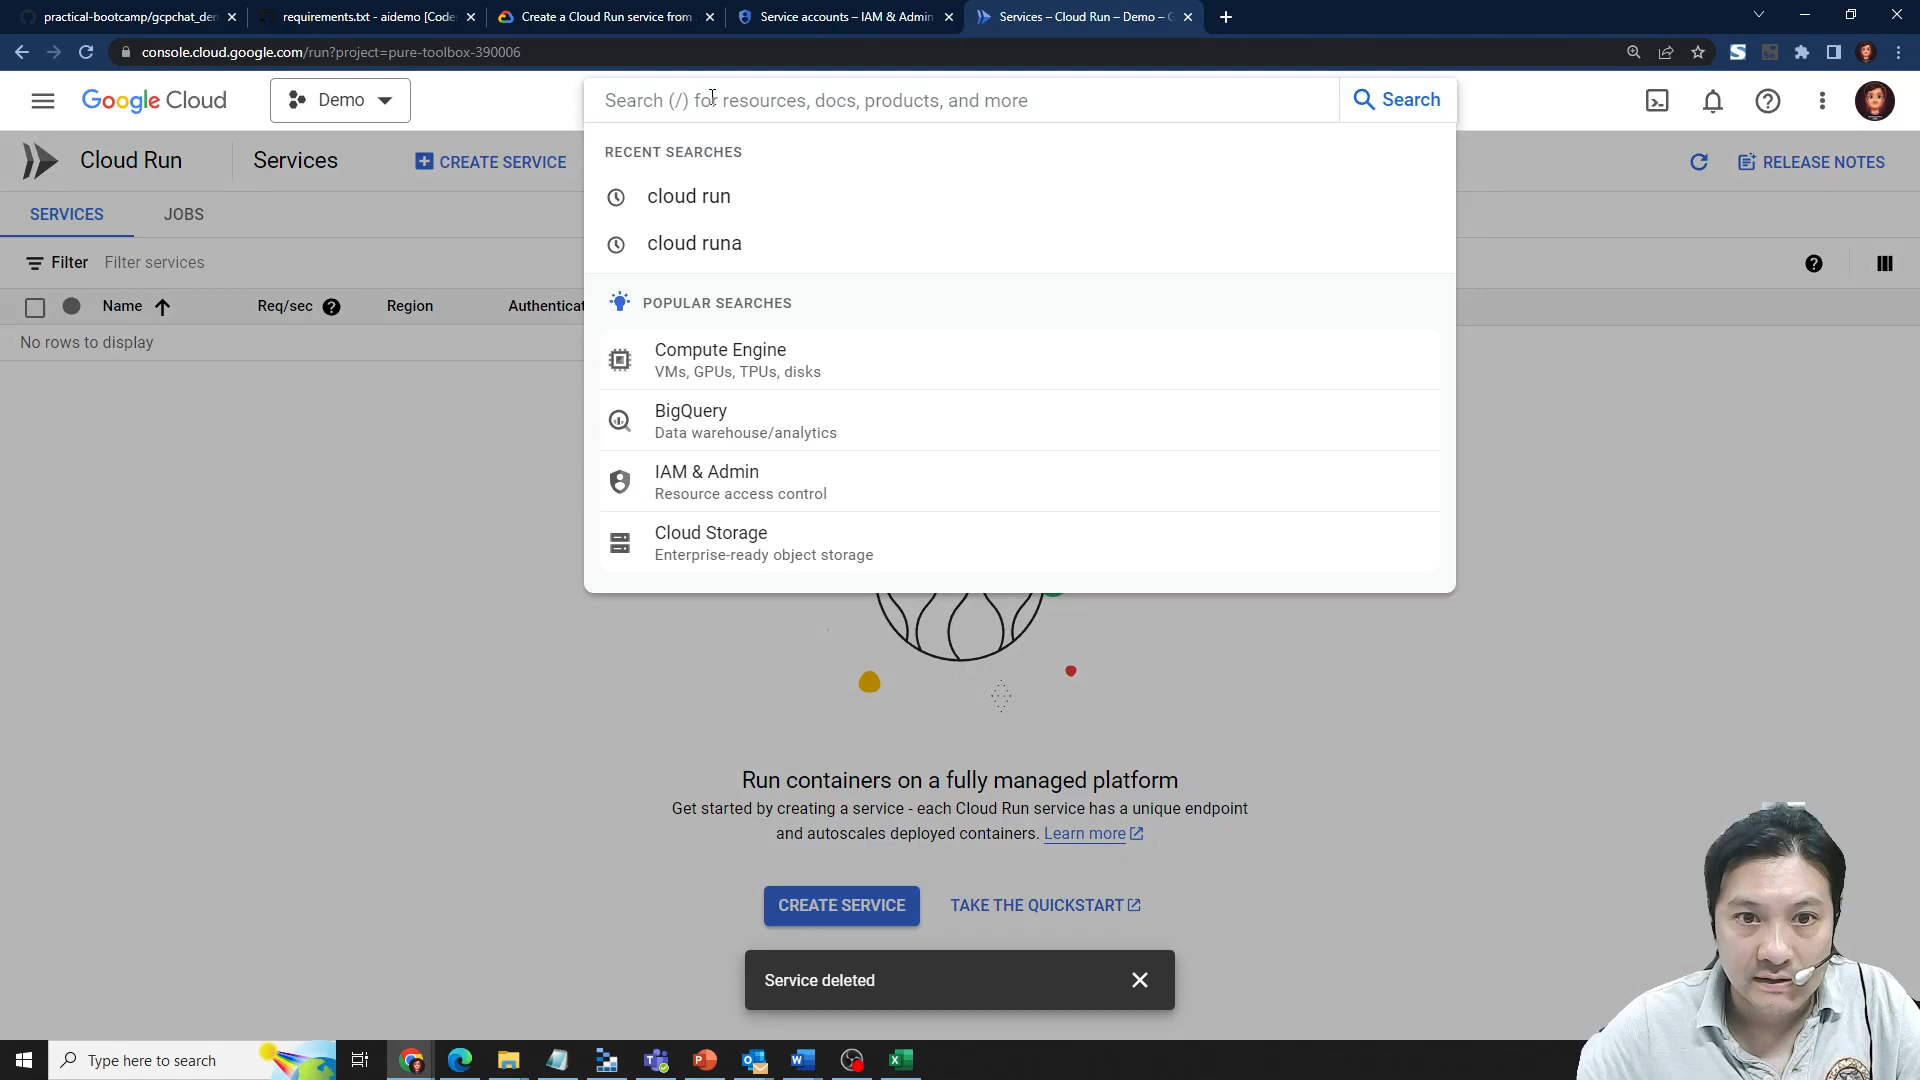 practical-bootcamp/gcpchat_der
requirements.txt - aidemo [Code
Create a Cloud Run service from
Service accounts – IAM & Admin
Services – Cloud Run – Demo – G
console.cloud.google.com/run?project=pure-toolbox-390006
Google Cloud
Demo
Search (/) for resources, docs, products, and more
Search
Cloud Run
Services
CREATE SERVICE
RELEASE NOTES
RECENT SEARCHES
cloud run
cloud runa
SERVICES
JOBS
Filter
Filter services
Name
Req/sec
Region
Authenticat
No rows to display
POPULAR SEARCHES
Compute Engine
VMs, GPUs, TPUs, disks
BigQuery
Data warehouse/analytics
IAM & Admin
Resource access control
Cloud Storage
Enterprise-ready object storage
Run containers on a fully managed platform
Get started by creating a service - each Cloud Run service has a unique endpoint
and autoscales deployed containers. Learn more
CREATE SERVICE
TAKE THE QUICKSTART
Service deleted
Type here to search